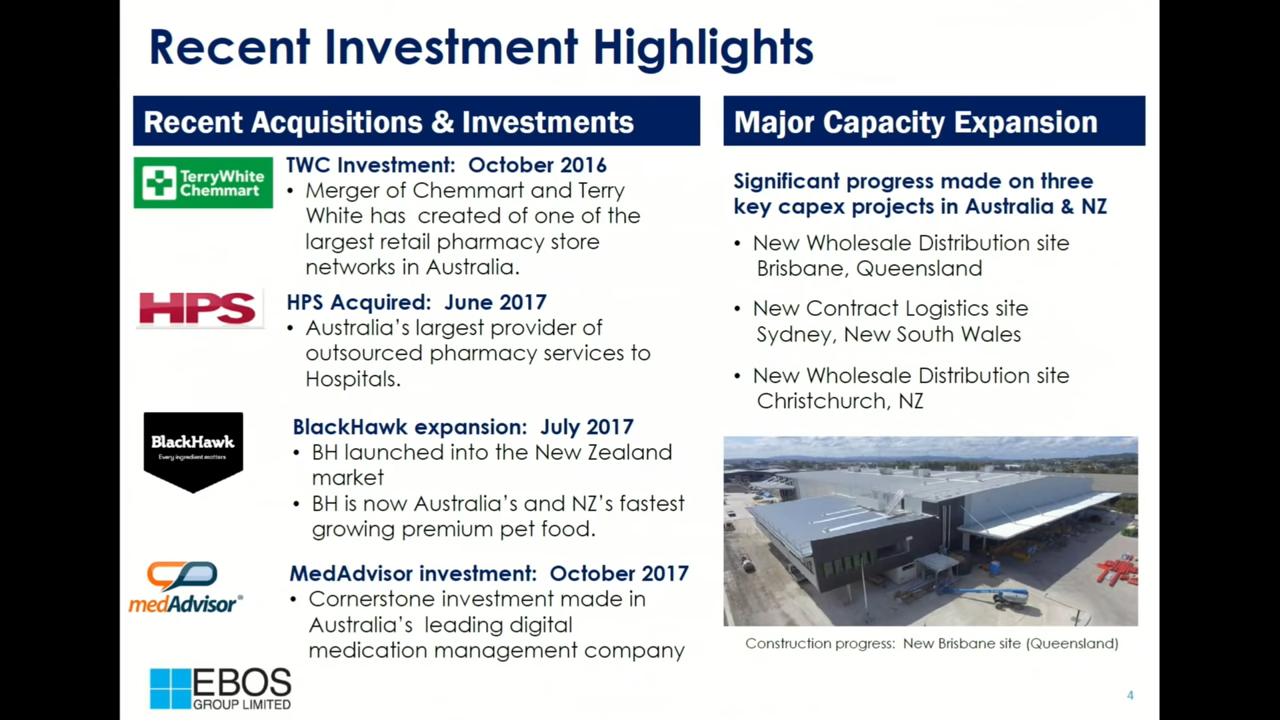 Recent Investment Highlights
Recent Acquisitions & Investments
TerryWhite
Chemmart
TWC Investment: October 2016
• Merger of Chemmart and Terry
White has created of one of the
largest retail pharmacy store
networks in Australia.
HPS
HPS Acquired: June 2017
• Australia's largest provider of
outsourced pharmacy services to
Hospitals.
BlackHawk
Every ingredient matters
BlackHawk expansion: July 2017
• BH launched into the New Zealand
market
• BH is now Australia's and NZ's fastest
growing premium pet food.
medAdvisor®
MedAdvisor investment: October 2017
• Cornerstone investment made in
Australia's leading digital
medication management company
Major Capacity Expansion
Significant progress made on three
key capex projects in Australia & NZ
• New Wholesale Distribution site
Brisbane, Queensland
• New Contract Logistics site
Sydney, New South Wales
• New Wholesale Distribution site
Christchurch, NZ
Construction progress: New Brisbane site (Queensland)
EBOS
GROUP LIMITED
4